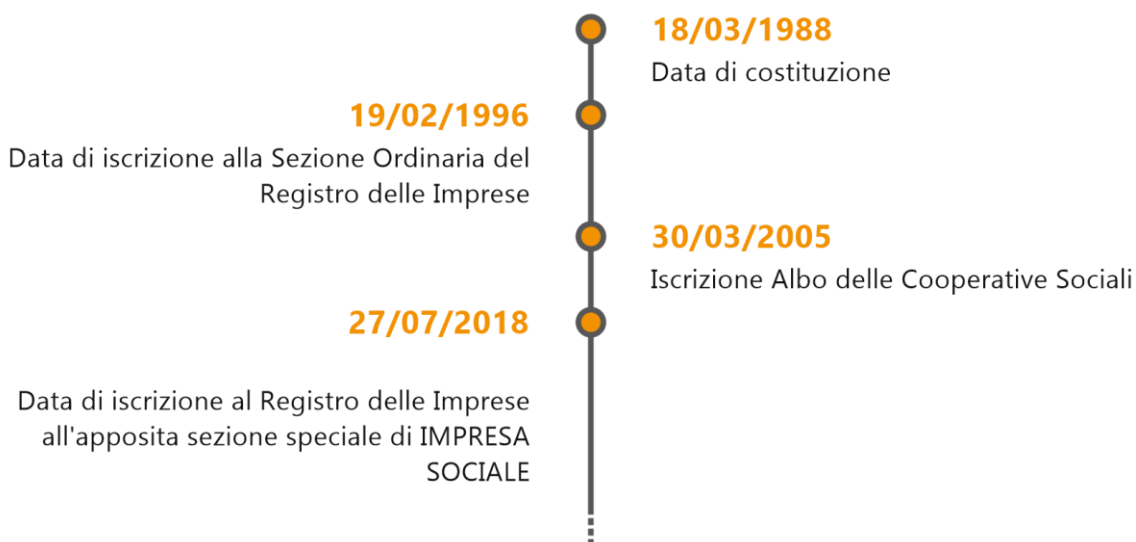 18/03/1988
Data di costituzione
19/02/1996
Data di iscrizione alla Sezione Ordinaria del
Registro delle Imprese
30/03/2005
Iscrizione Albo delle Cooperative Sociali
27/07/2018
Data di iscrizione al Registro delle Imprese
all'apposita sezione speciale di IMPRESA
SOCIALE